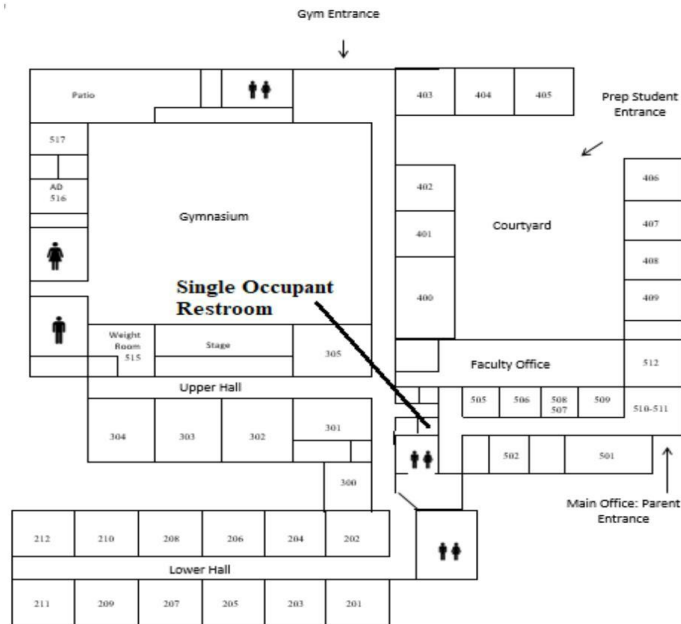 Gym Entrance
Patio
403
404
405
Prep Student
Entrance
517
AD
516
Gymnasium
402
401
400
Courtyard
406
407
408
409
Single Occupant
Restroom
Weight
Room
515
Stage
305
Faculty Office
512
Upper Hall
505
506
508
507
509
510-511
304
303
302
301
502
501
300
Main Office: Parent
Entrance
212
210
208
206
204
202
Lower Hall
211
209
207
205
203
201